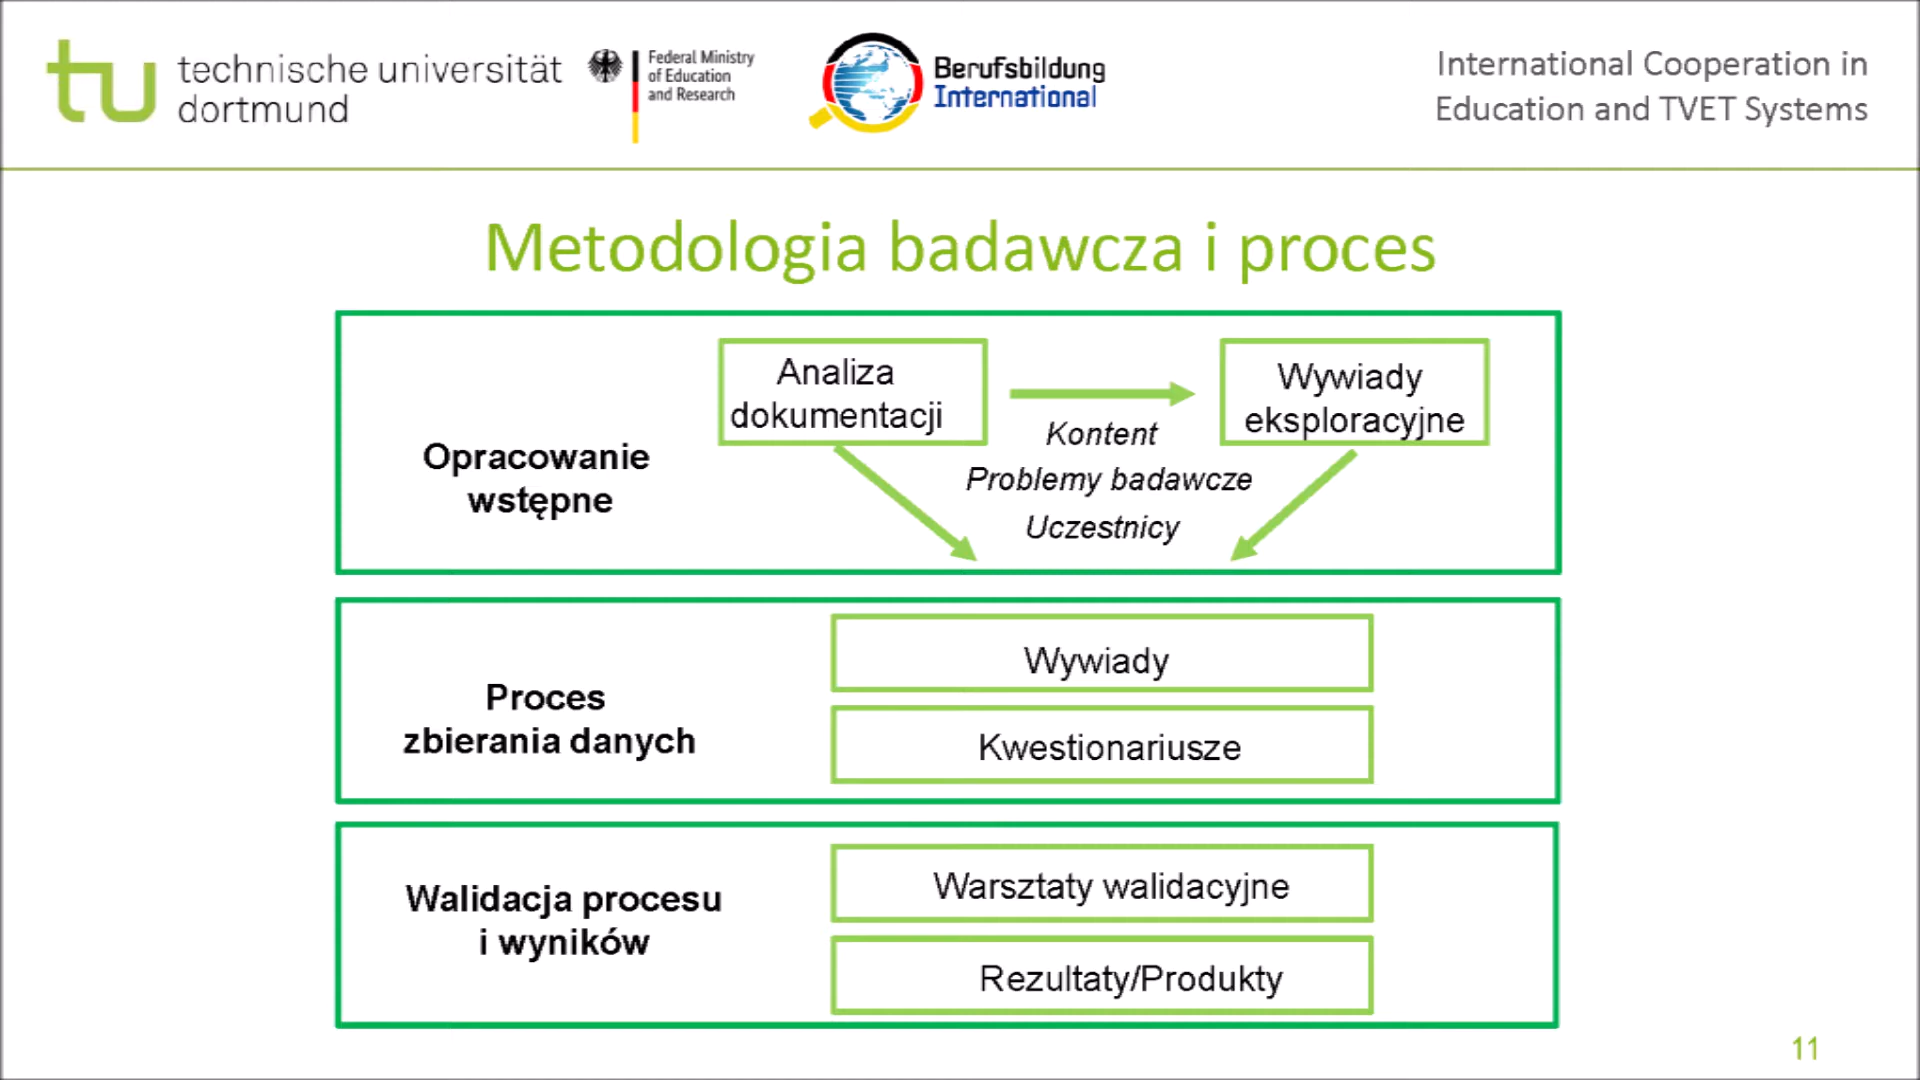 tu technische universität
dortmund
Federal Ministry
of Education
and Research
Berufsbildung
International
International Cooperation in
Education and TVET Systems
Metodologia badawcza i proces
Opracowanie
wstępne
Analiza
dokumentacji
Kontent
Problemy badawcze
Uczestnicy
Wywiady
eksploracyjne
Proces
zbierania danych
Wywiady
Kwestionariusze
Walidacja procesu
i wyników
Warsztaty walidacyjne
Rezultaty/Produkty
11